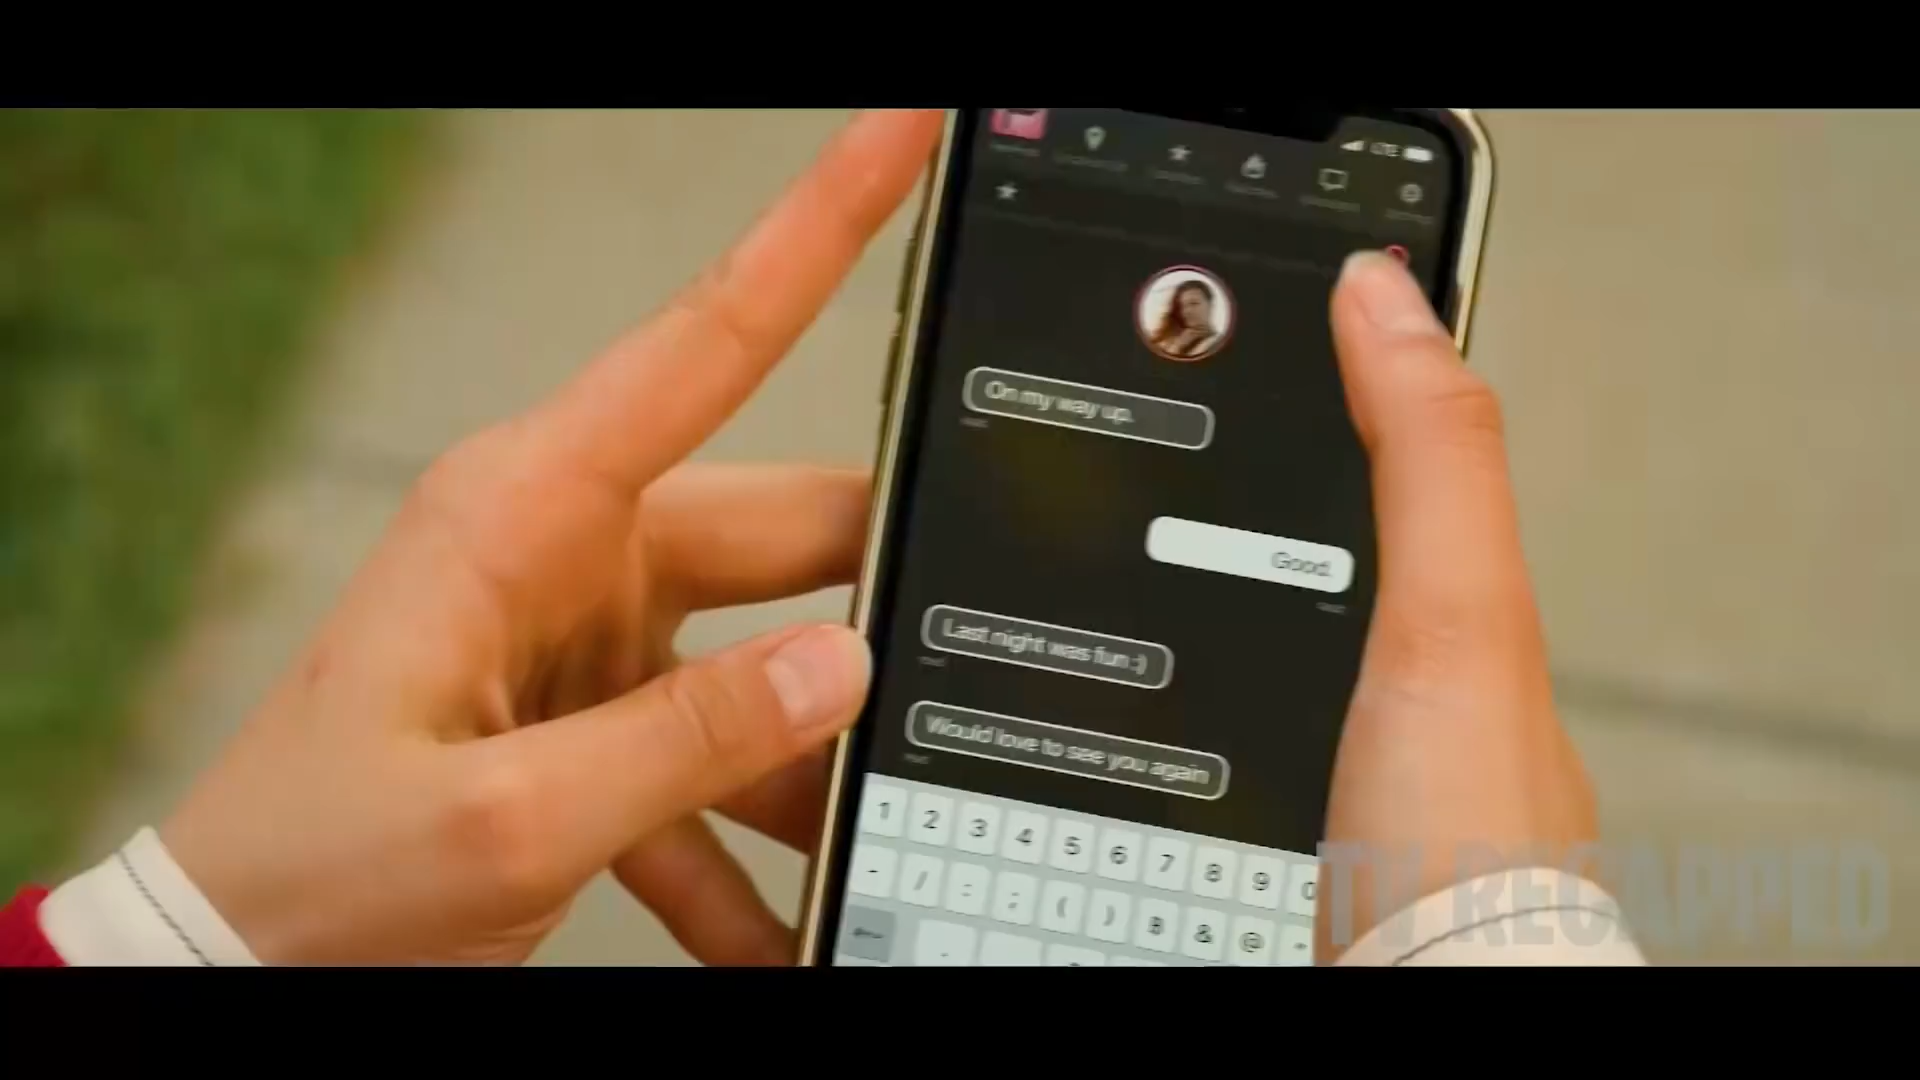 LTE
On my way up.
Good.
Last night was fun :)
Would love to see you again
1 2 3 4 5 6 7 8 9 0
- / : ; ( ) & @ "
TV RECAPPED